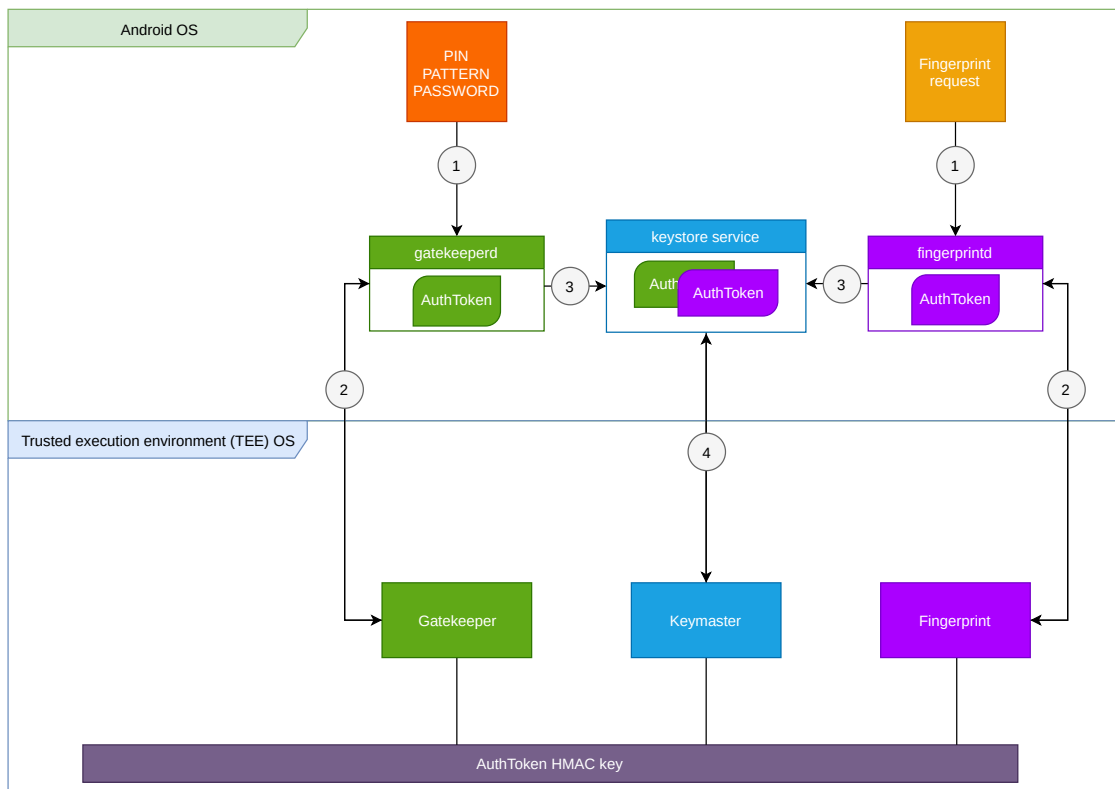 Android OS
PIN
PATTERN
PASSWORD
Fingerprint
request
1
1
gatekeeperd
keystore service
fingerprintd
AuthToken
3
Auth
AuthToken
3
AuthToken
2
2
Trusted execution environment (TEE) OS
4
Gatekeeper
Keymaster
Fingerprint
AuthToken HMAC key